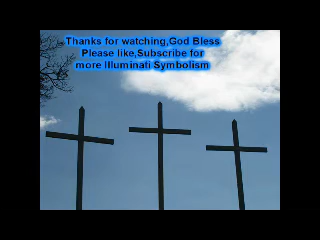 Thanks for watching,God Bless
Please like,Subscribe for
more Illuminati Symbolism